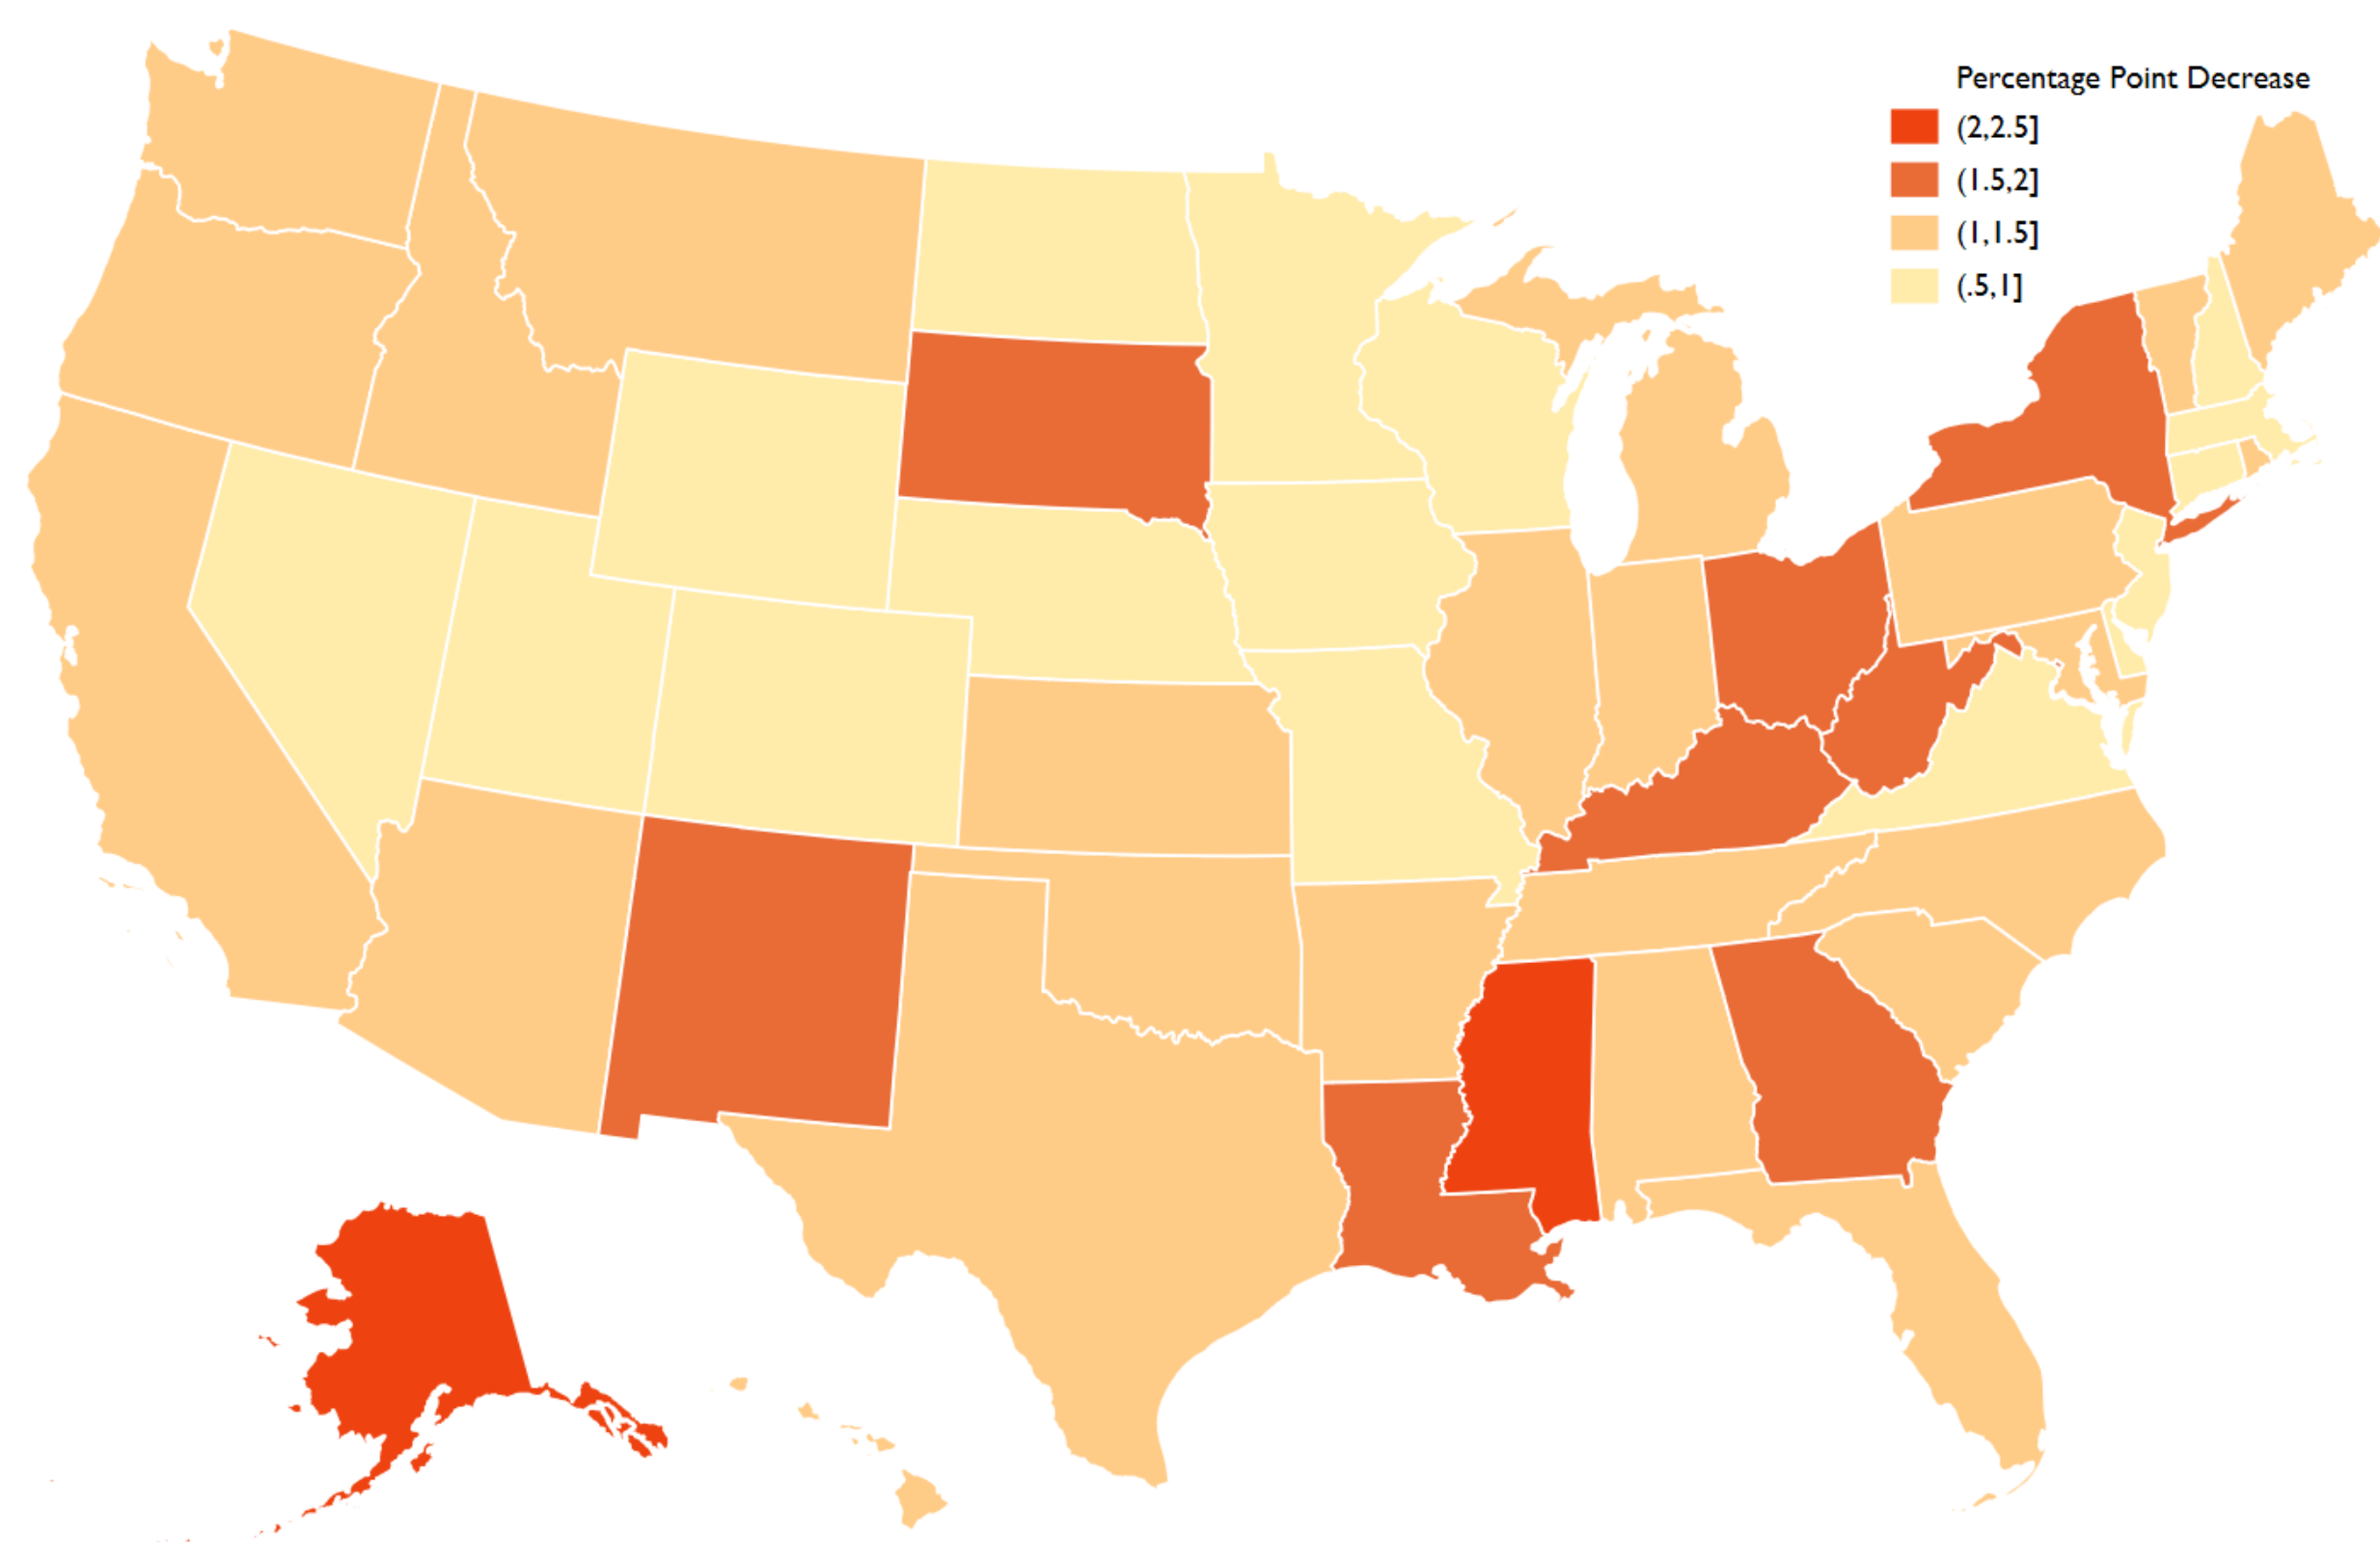 Percentage Point Decrease
(2,2.5]
(1.5,2]
(1,1.5]
(.5,1]